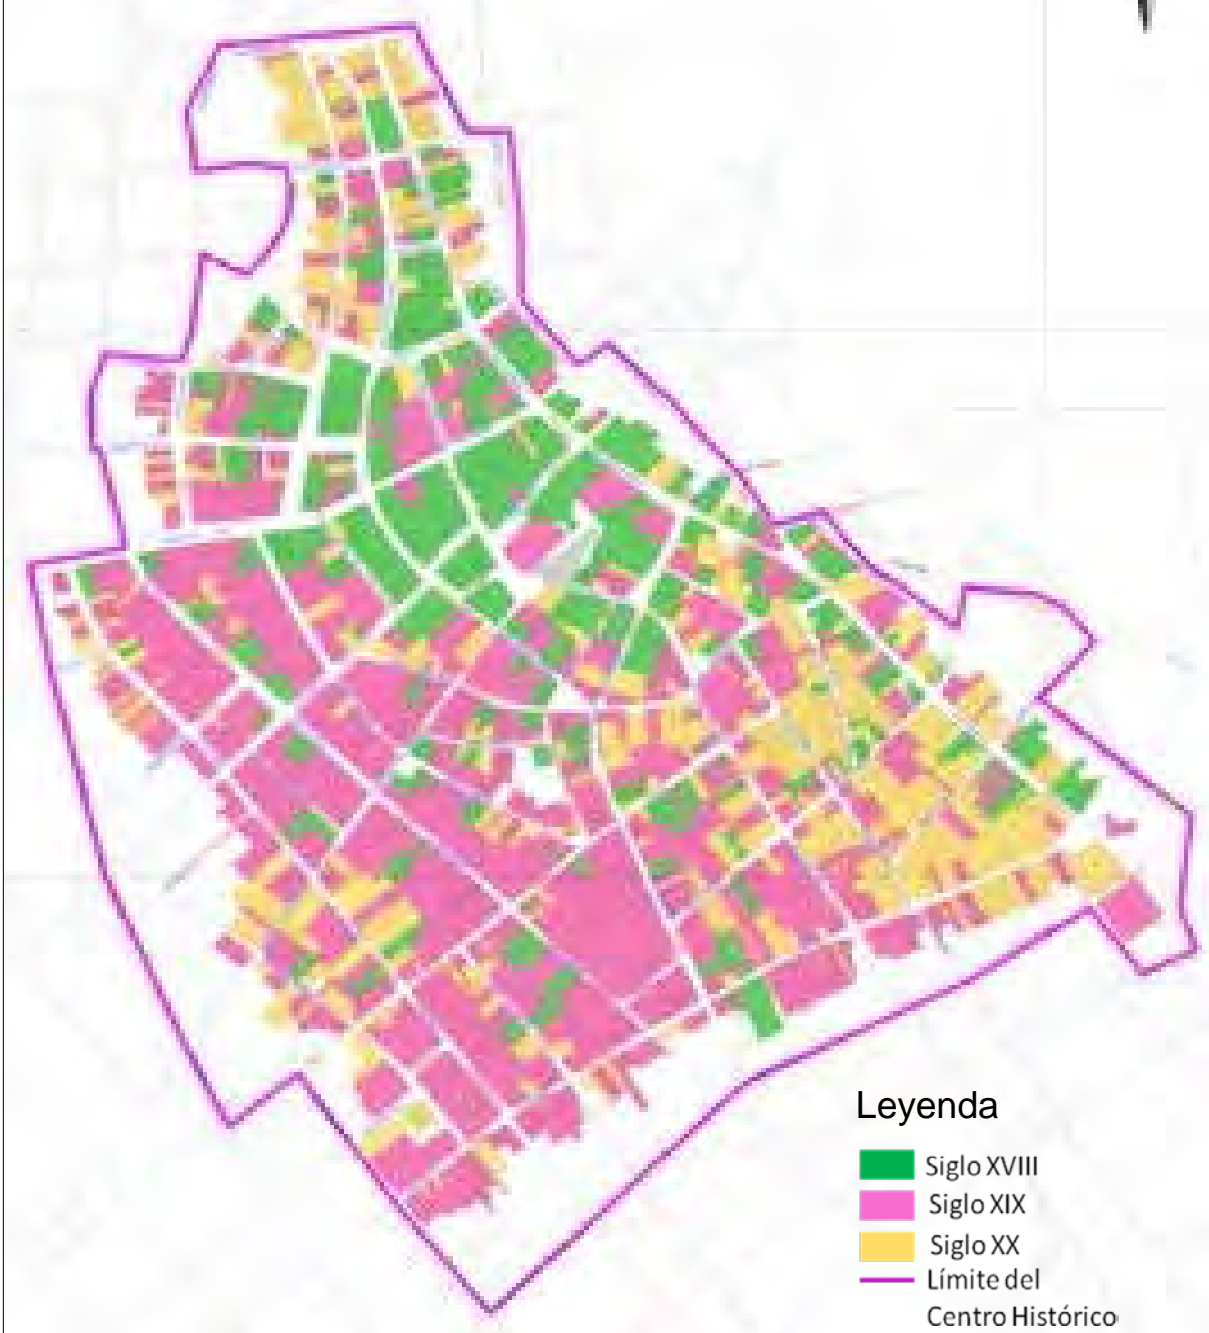 Leyenda
Siglo XVIII
Siglo XIX
Siglo XX
Límite del
Centro Histórico